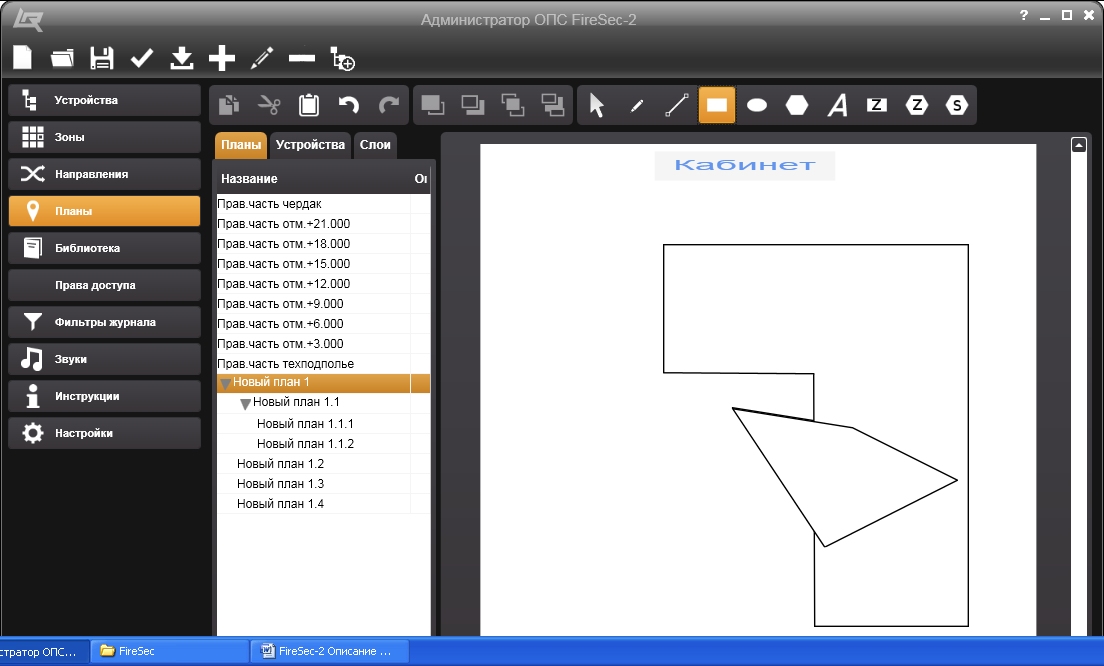 Администратор ОПС FireSec-2
?
A
Z
Z
S
Устройства
Зоны
Направления
Планы
Библиотека
Права доступа
Фильтры журнала
Звуки
Инструкции
Настройки
Планы Устройства Слои
Название
Прав.часть чердак
Прав.часть отм.+21.000
Прав.часть отм.+18.000
Прав.часть отм.+15.000
Прав.часть отм.+12.000
Прав.часть отм.+9.000
Прав.часть отм.+6.000
Прав.часть отм.+3.000
Прав.часть техподполье
Новый план 1
Новый план 1.1
Новый план 1.1.1
Новый план 1.1.2
Новый план 1.2
Новый план 1.3
Новый план 1.4
Кабинет
стратор ОПС...
FireSec
FireSec-2 Описание ...